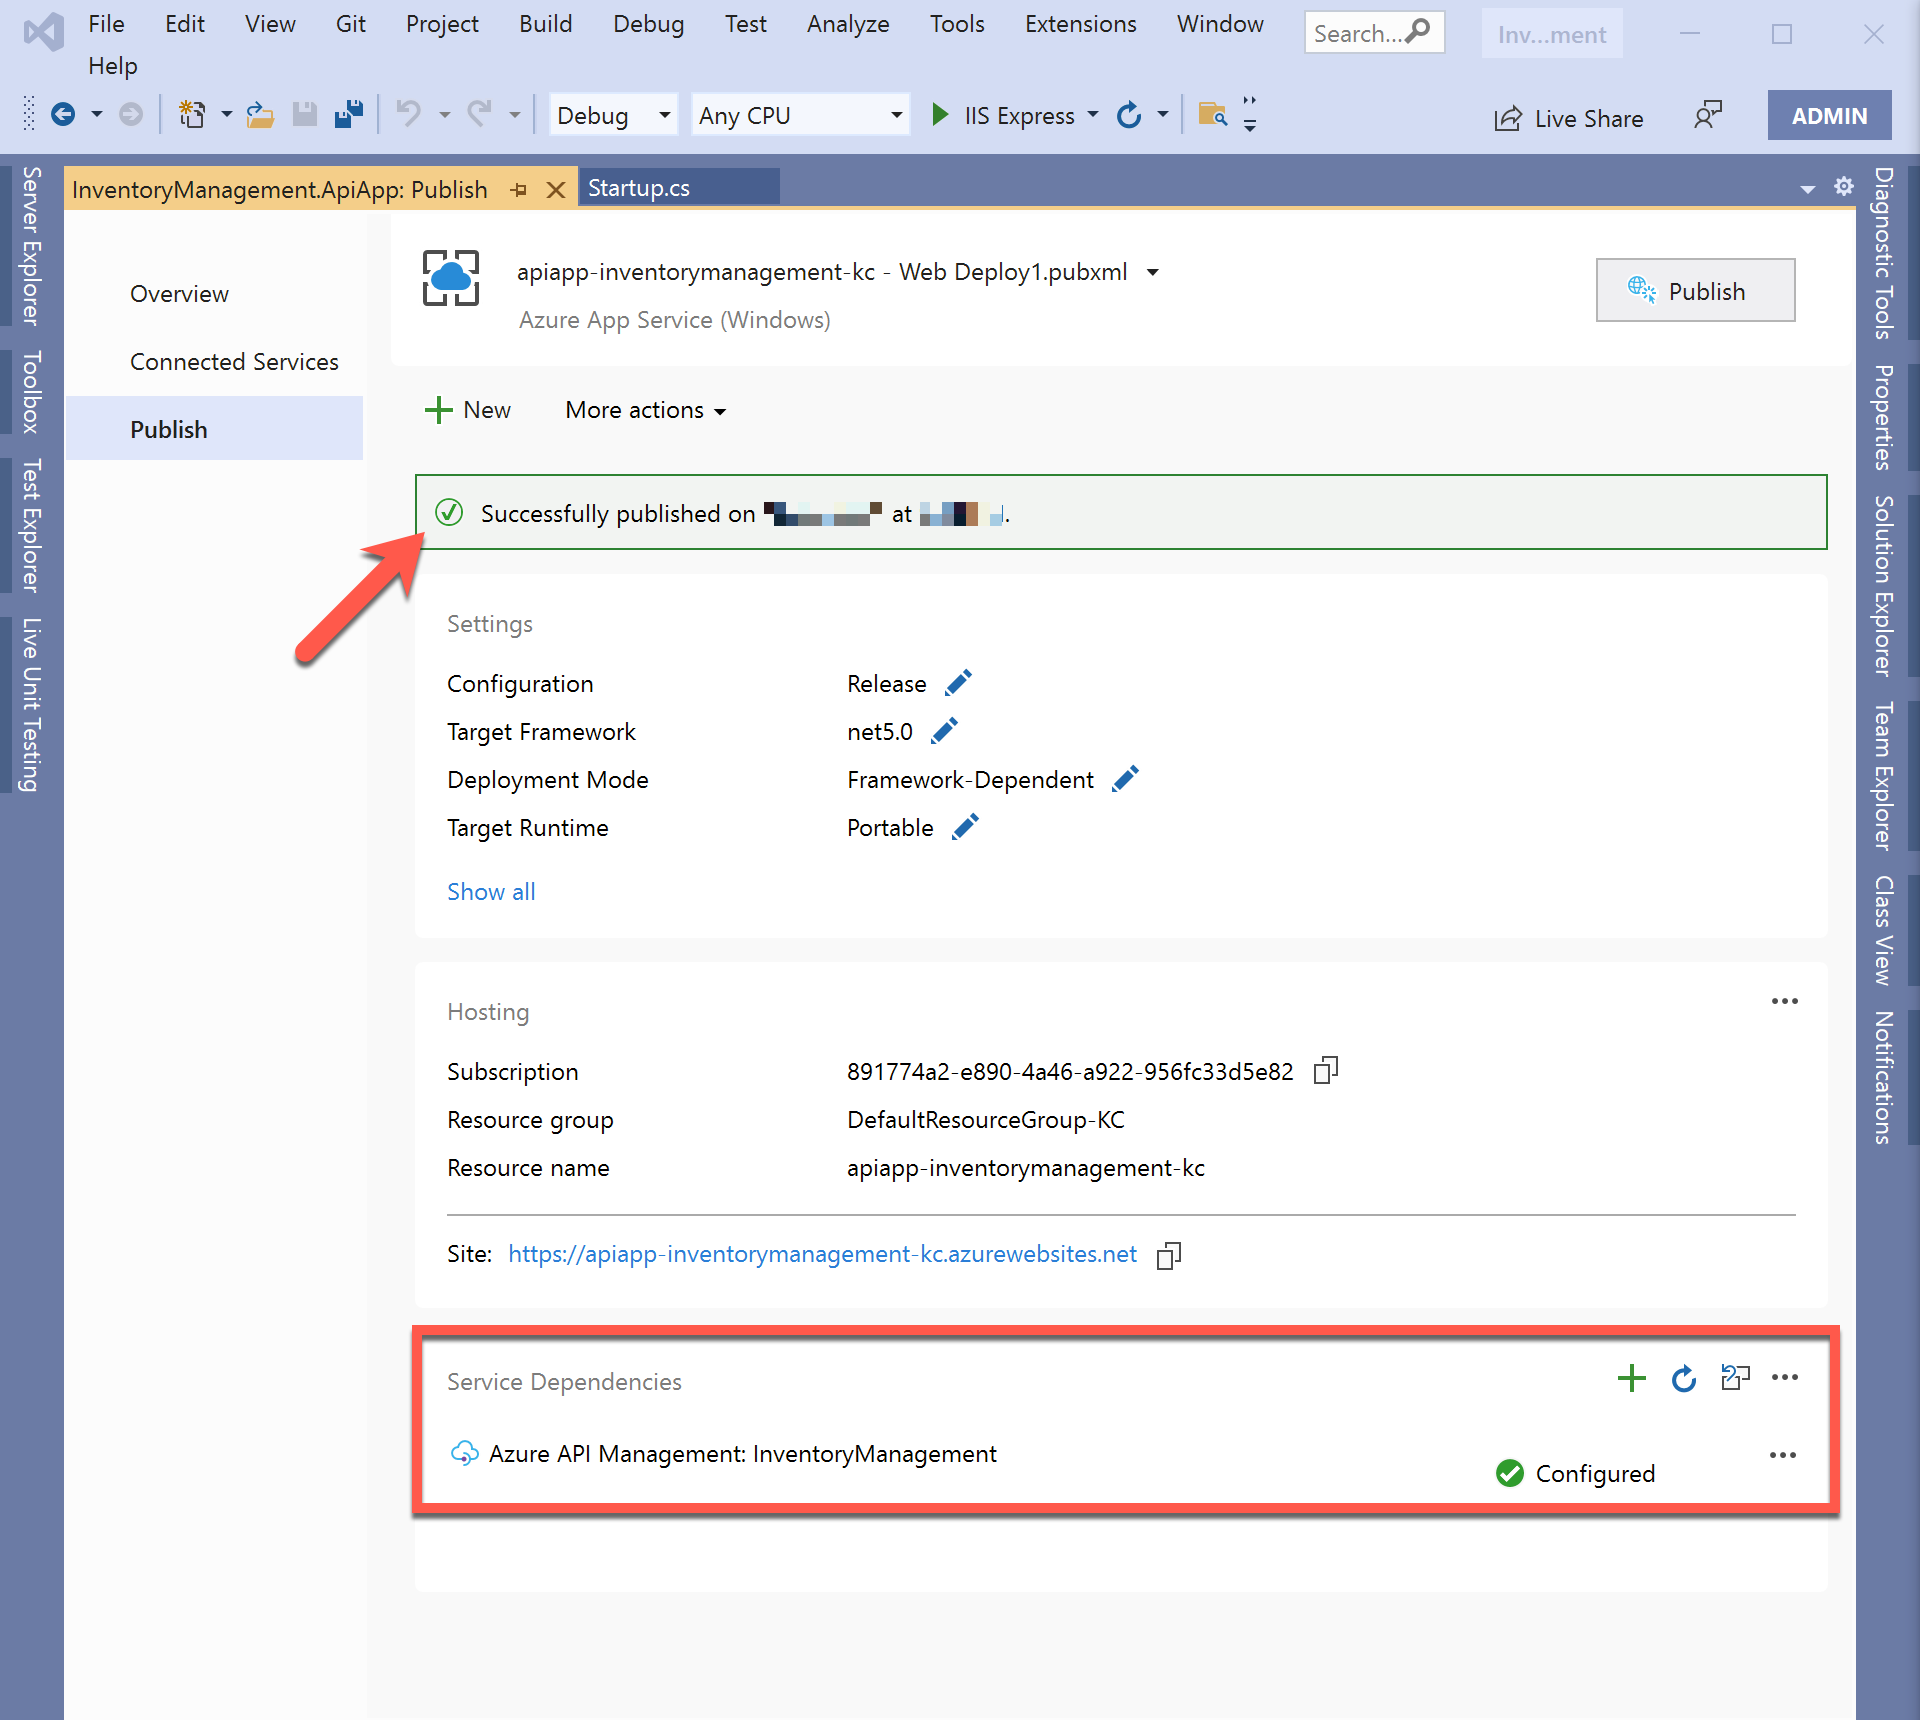 File Edit View Git Project Build Debug Test Analyze Tools Extensions Window Search... Inv...ment
Help
Debug Any CPU IIS Express Live Share ADMIN
InventoryManagement.ApiApp: Publish Startup.cs
Server Explorer
Toolbox
Test Explorer
Live Unit Testing
Overview
Connected Services
Publish
apiapp-inventorymanagement-kc - Web Deploy1.pubxml
Azure App Service (Windows)
Publish
New More actions
Successfully published on at .
Settings
Configuration Release
Target Framework net5.0
Deployment Mode Framework-Dependent
Target Runtime Portable
Show all
Hosting
Subscription 891774a2-e890-4a46-a922-956fc33d5e82
Resource group DefaultResourceGroup-KC
Resource name apiapp-inventorymanagement-kc
Site: https://apiapp-inventorymanagement-kc.azurewebsites.net
Service Dependencies
Azure API Management: InventoryManagement
Configured
Diagnostic Tools
Properties
Solution Explorer
Team Explorer
Class View
Notifications